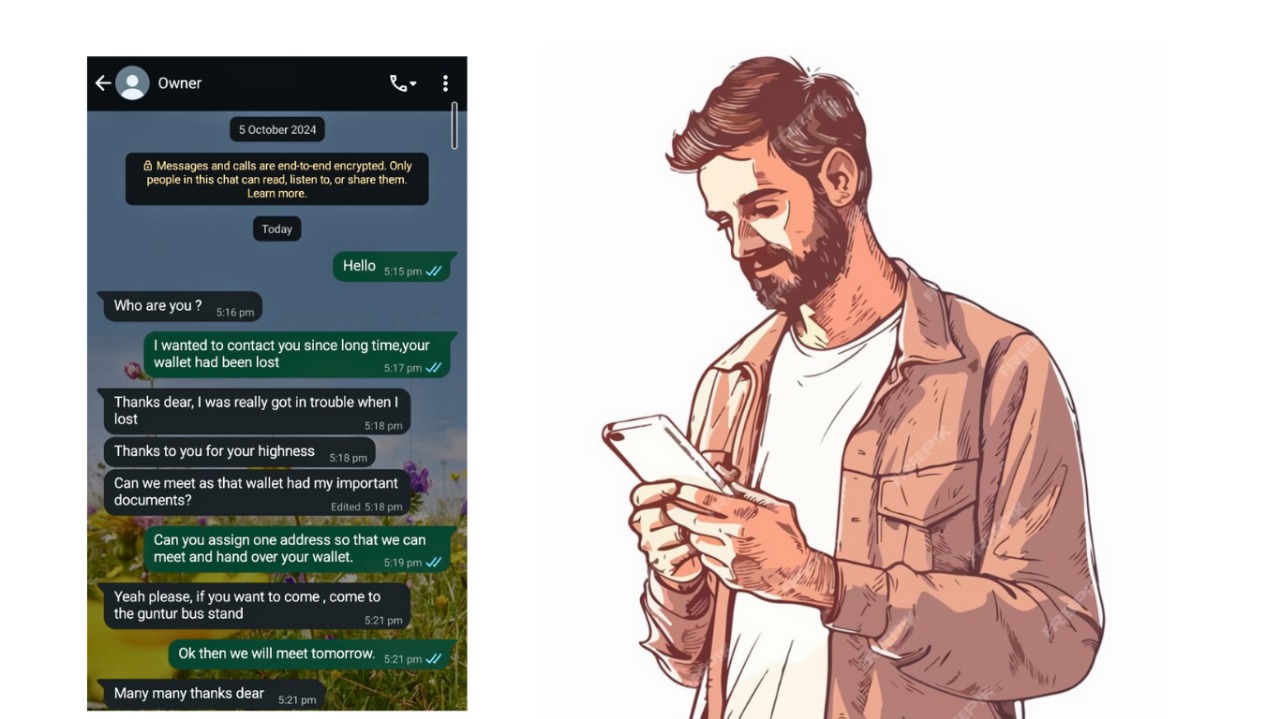 Owner
5 October 2024
Messages and calls are end-to-end encrypted. Only
people in this chat can read, listen to, or share them.
Learn more.
Today
Hello 5:15 pm
Who are you ? 5:16 pm
I wanted to contact you since long time,your
wallet had been lost 5:17 pm
Thanks dear, I was really got in trouble when I
lost 5:18 pm
Thanks to you for your highness 5:18 pm
Can we meet as that wallet had my important
documents? Edited 5:18 pm
Can you assign one address so that we can
meet and hand over your wallet. 5:19 pm
Yeah please, if you want to come , come to
the guntur bus stand 5:21 pm
Ok then we will meet tomorrow. 5:21 pm
Many many thanks dear 5:21 pm